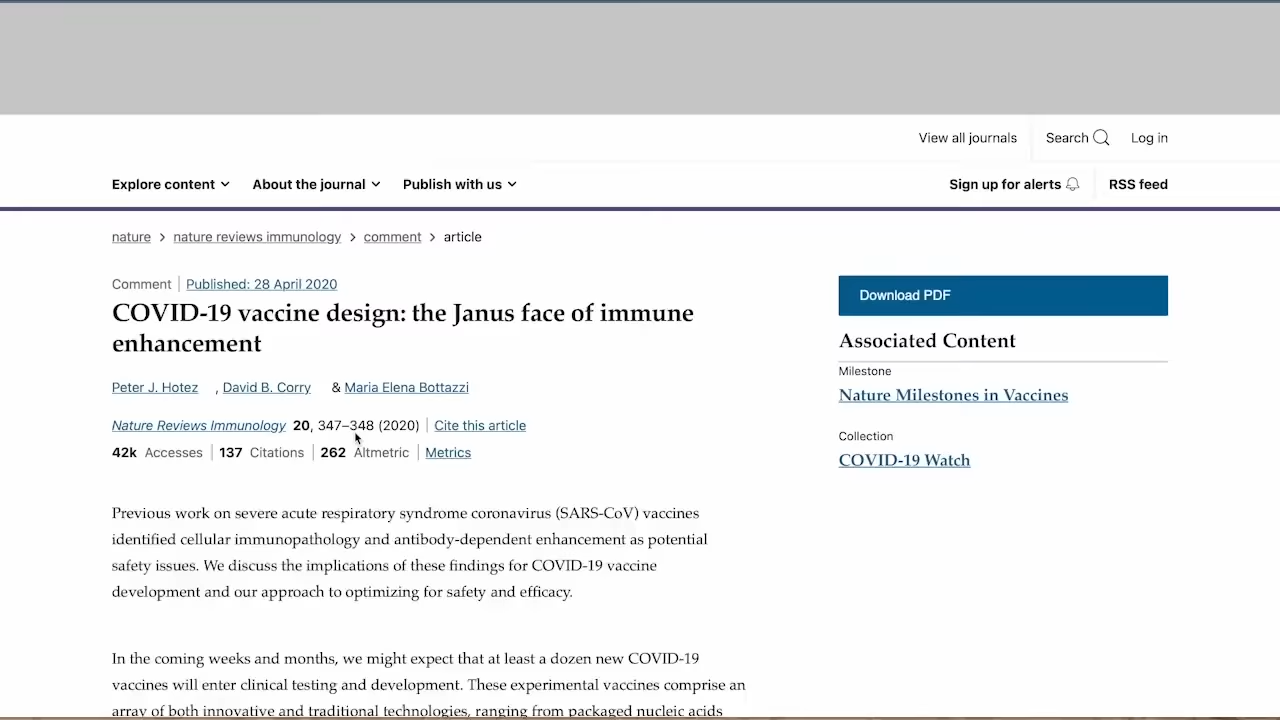 View all journals Search Log in
Explore content About the journal Publish with us Sign up for alerts RSS feed
nature > nature reviews immunology > comment > article
Comment | Published: 28 April 2020
COVID-19 vaccine design: the Janus face of immune
enhancement
Peter J. Hotez , David B. Corry & Maria Elena Bottazzi
Nature Reviews Immunology 20, 347–348 (2020) | Cite this article
42k Accesses | 137 Citations | 262 Altmetric | Metrics
Previous work on severe acute respiratory syndrome coronavirus (SARS-CoV) vaccines
identified cellular immunopathology and antibody-dependent enhancement as potential
safety issues. We discuss the implications of these findings for COVID-19 vaccine
development and our approach to optimizing for safety and efficacy.
In the coming weeks and months, we might expect that at least a dozen new COVID-19
vaccines will enter clinical testing and development. These experimental vaccines comprise an
array of both innovative and traditional technologies, ranging from packaged nucleic acids
Download PDF
Associated Content
Milestone
Nature Milestones in Vaccines
Collection
COVID-19 Watch